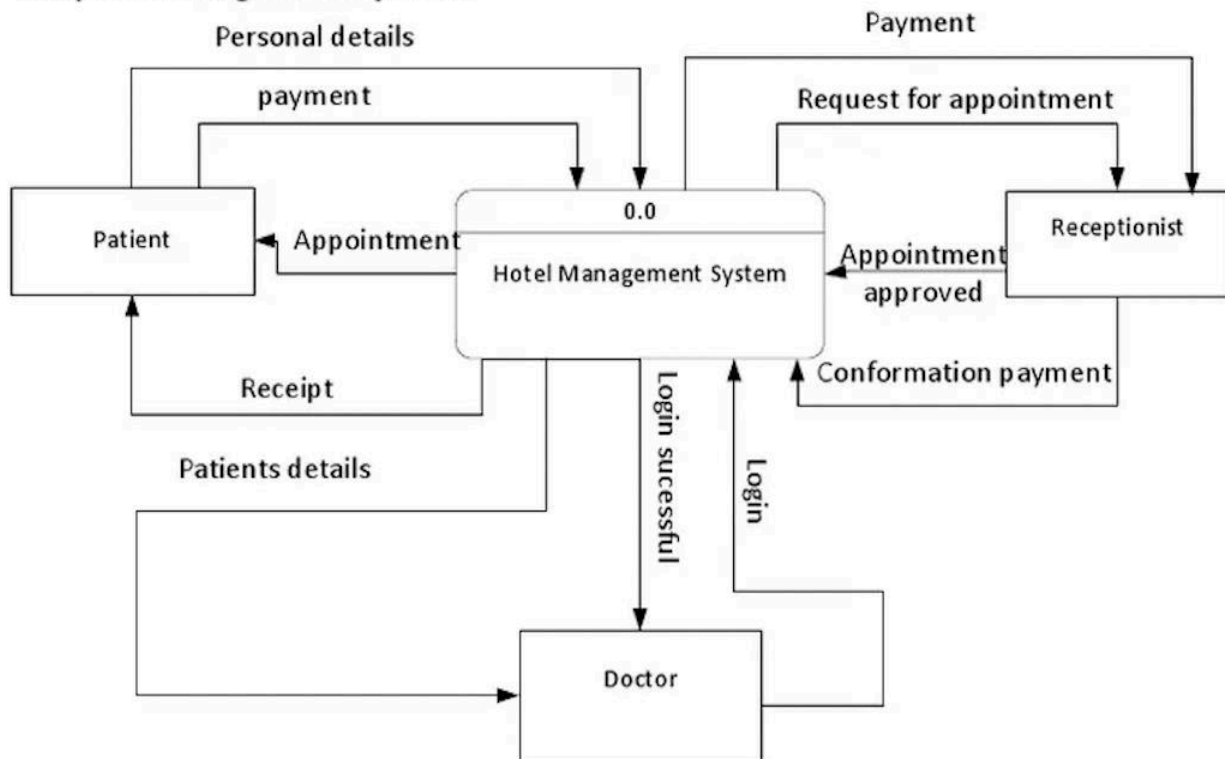 Personal details
Payment
payment
Request for appointment
0.0
Patient
Appointment
Hotel Management System
Receptionist
Appointment
approved
Receipt
Conformation payment
Patients details
Login sucessful
Login
Doctor